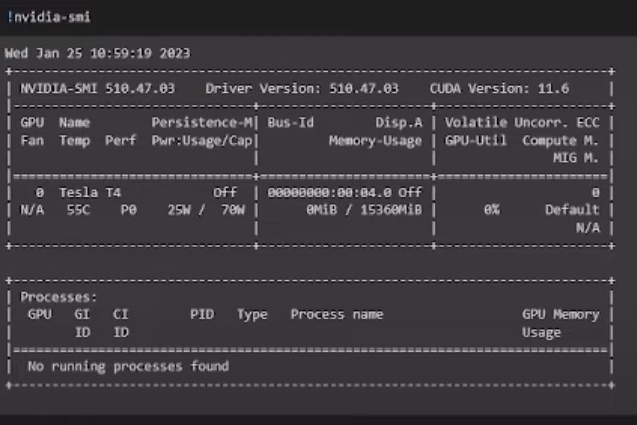 !nvidia-smi
Wed Jan 25 10:59:19 2023
NVIDIA-SMI 510.47.03 Driver Version: 510.47.03 CUDA Version: 11.6
GPU Name Persistence-M| Bus-Id Disp.A | Volatile Uncorr. ECC
Fan Temp Perf Pwr:Usage/Cap| Memory-Usage | GPU-Util Compute M.
MIG M.
0 Tesla T4 Off | 00000000:00:04.0 Off | 0
N/A 55C P0 25W / 70W | 0MiB / 15360MiB | 0% Default
N/A
Processes:
GPU GI CI PID Type Process name GPU Memory
ID ID Usage
No running processes found